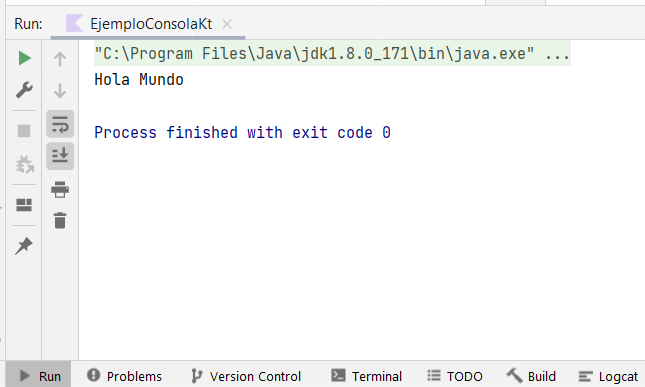 Run: EjemploConsolaKt
"C:\Program Files\Java\jdk1.8.0_171\bin\java.exe" ...
Hola Mundo
Process finished with exit code 0
Run Problems Version Control Terminal TODO Build Logcat